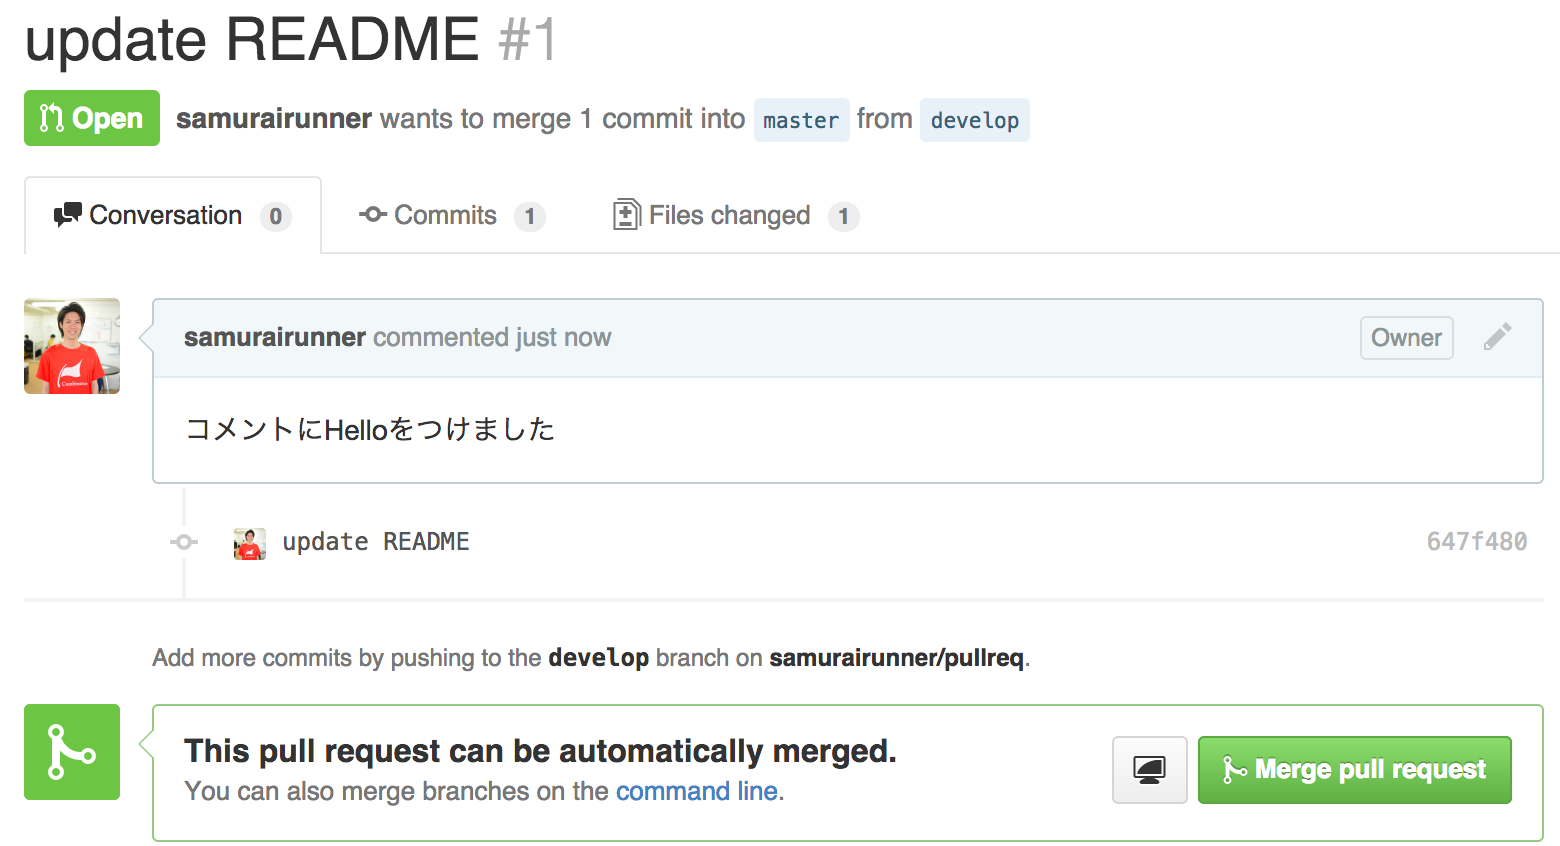 update README #1
Open samurairunner wants to merge 1 commit into master from develop
Conversation 0 Commits 1 Files changed 1
samurairunner commented just now Owner
コメントにHelloをつけました
update README 647f480
Add more commits by pushing to the develop branch on samurairunner/pullreq.
This pull request can be automatically merged.
You can also merge branches on the command line.
Merge pull request